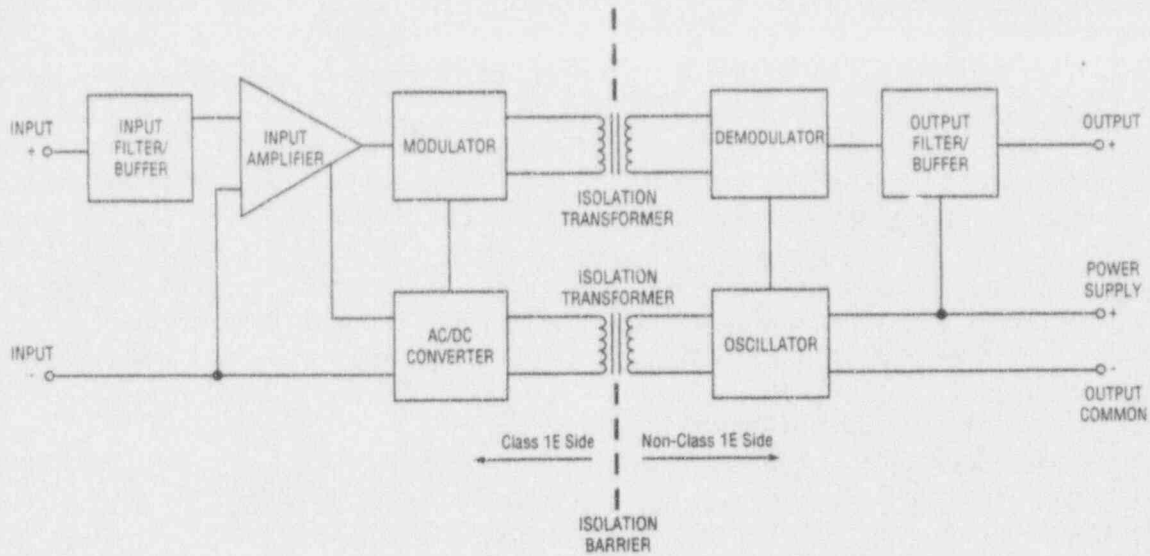 INPUT
+
INPUT
FILTER/
BUFFER
INPUT
AMPLIFIER
MODULATOR
ISOLATION
TRANSFORMER
DEMODULATOR
OUTPUT
FILTER/
BUFFER
OUTPUT
+
INPUT
-
AC/DC
CONVERTER
ISOLATION
TRANSFORMER
OSCILLATOR
POWER
SUPPLY
+
-
OUTPUT
COMMON
Class 1E Side
Non-Class 1E Side
ISOLATION
BARRIER